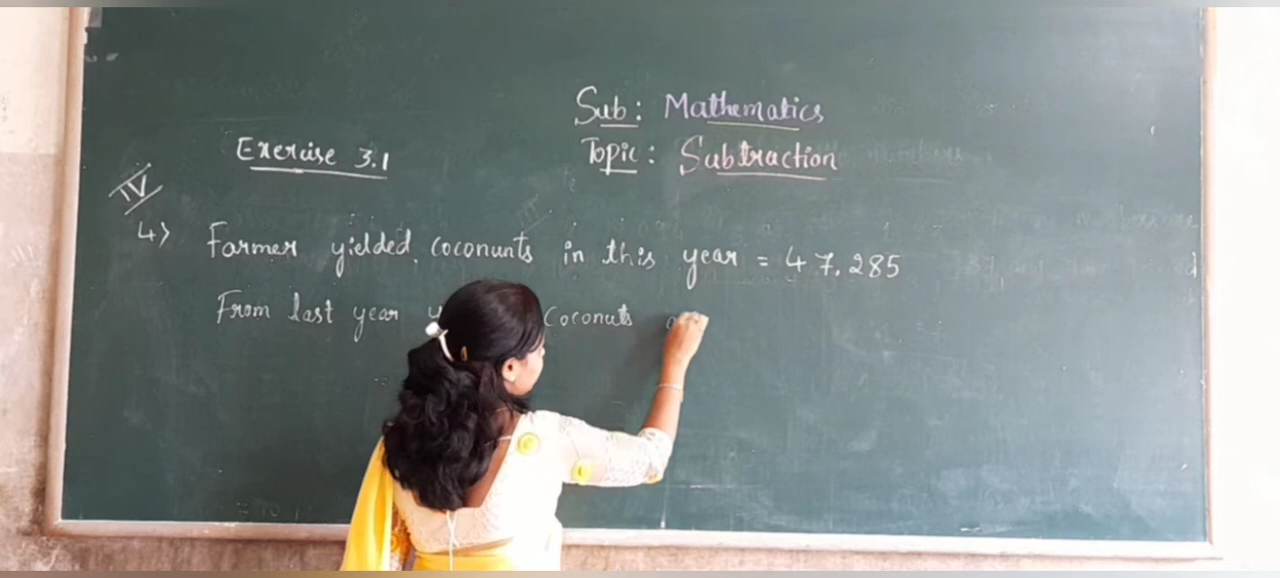 Sub: Mathematics
Topic: Subtraction
Exercise 3.1
IV
4) Farmer yielded coconunts in this year = 47,285
From last year coconuts